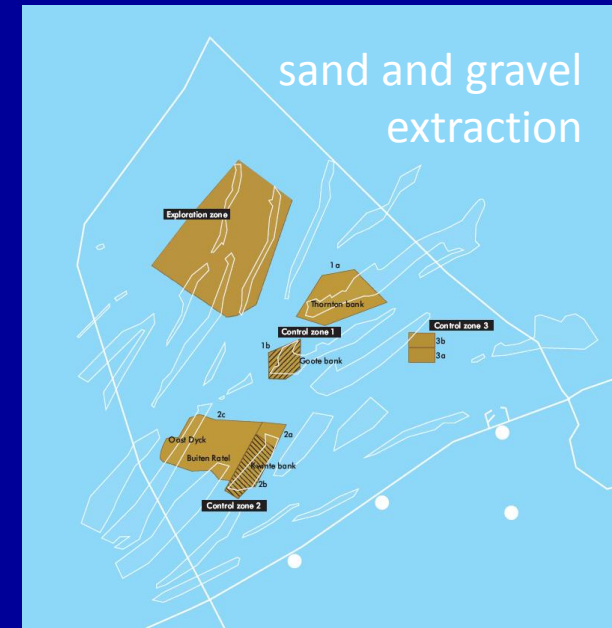 sand and gravel
extraction
Exploration zone
1a
Thornton bank
Control zone 1
Control zone 3
1b
3b
Goote bank
3a
2c
2a
Oost Dyck
Buiten Ratel
Kwinte bank
2b
Control zone 2